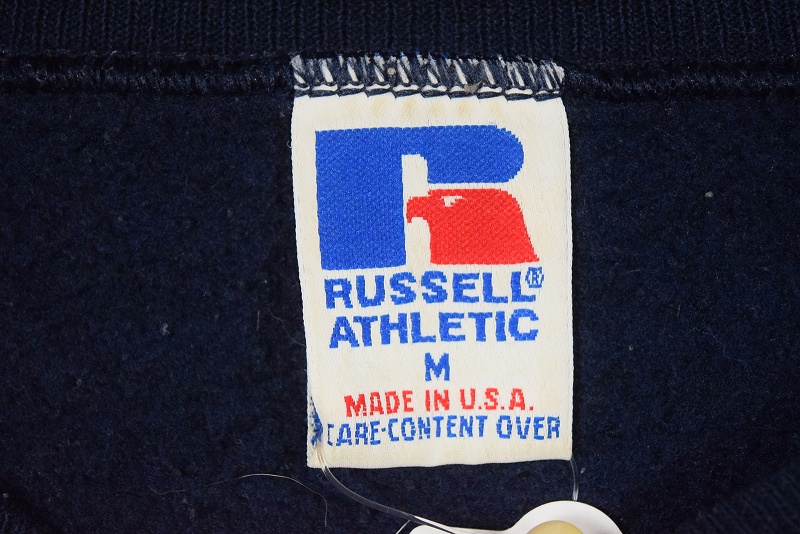 RUSSELL®
ATHLETIC
M
MADE IN U.S.A.
CARE-CONTENT OVER